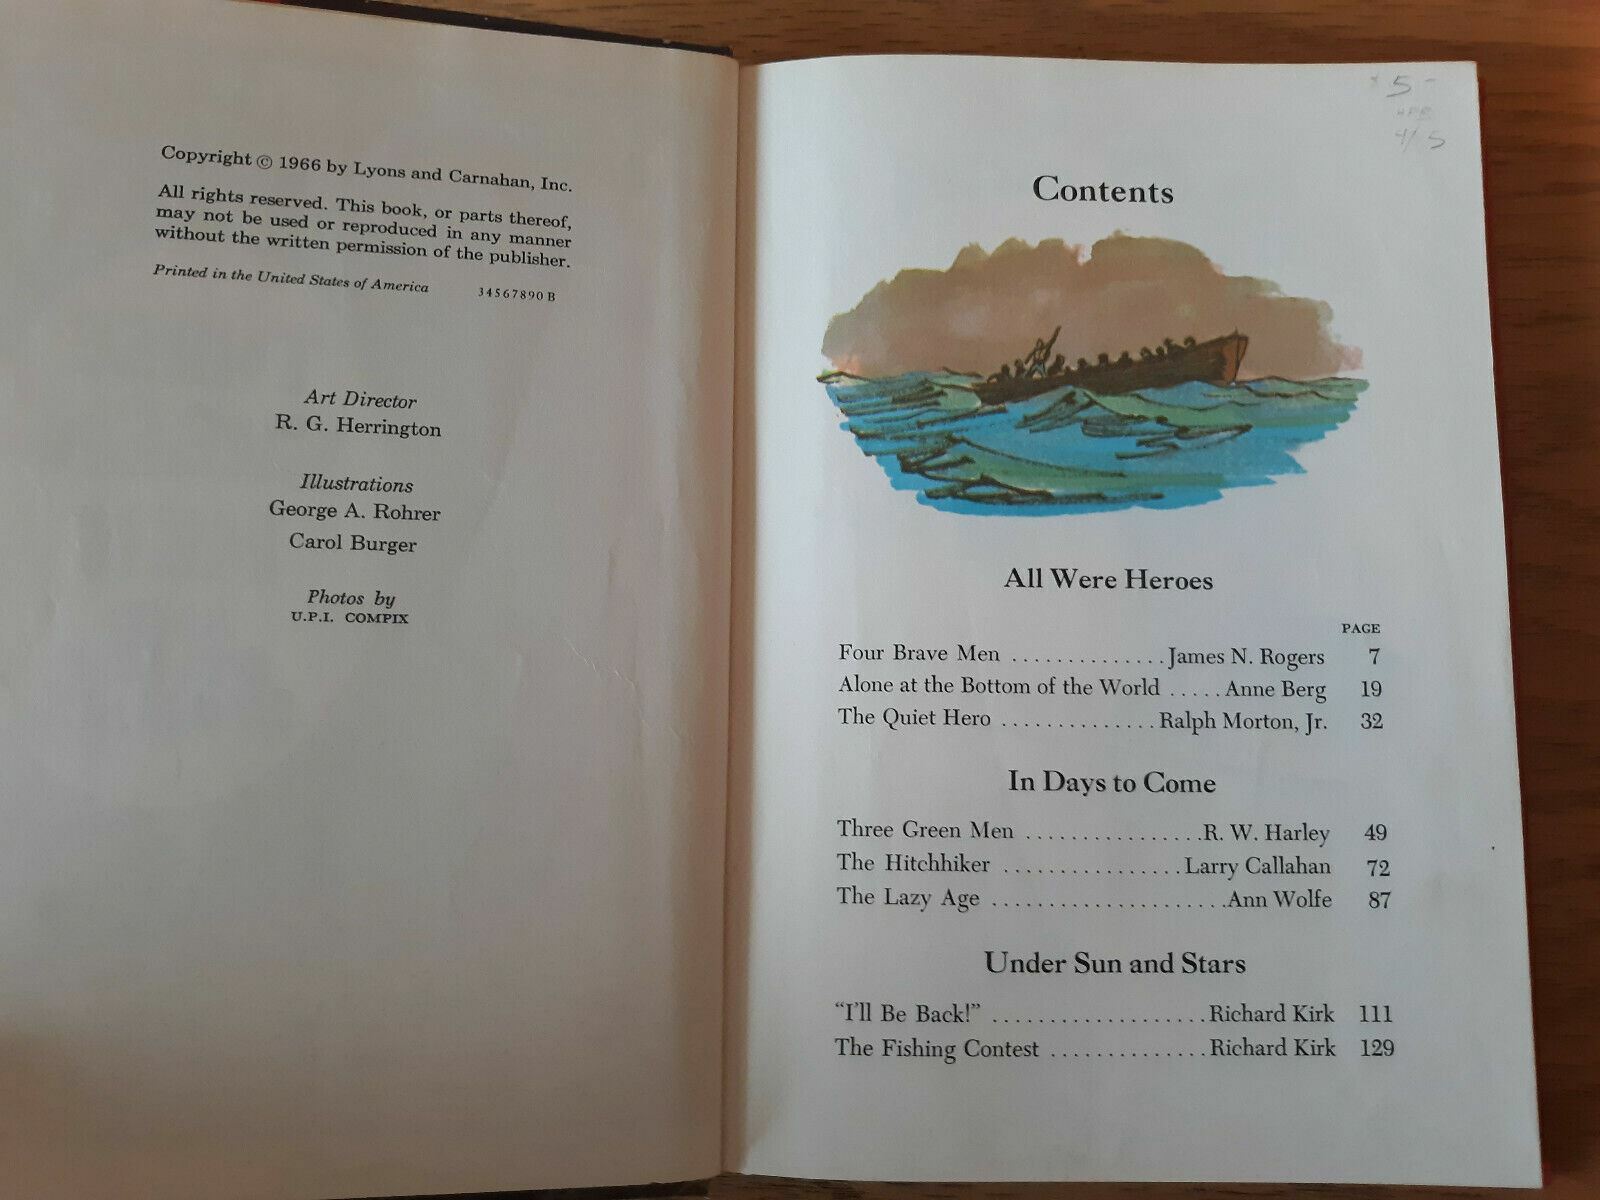 Copyright © 1966 by Lyons and Carnahan, Inc.
All rights reserved. This book, or parts thereof,
may not be used or reproduced in any manner
without the written permission of the publisher.
Printed in the United States of America 34567890 B
Art Director
R. G. Herrington
Illustrations
George A. Rohrer
Carol Burger
Photos by
U.P.I. COMPIX
5-
4/5
Contents
All Were Heroes
PAGE
Four Brave Men ..............James N. Rogers 7
Alone at the Bottom of the World .....Anne Berg 19
The Quiet Hero ..............Ralph Morton, Jr. 32
In Days to Come
Three Green Men ................R. W. Harley 49
The Hitchhiker ................Larry Callahan 72
The Lazy Age .....................Ann Wolfe 87
Under Sun and Stars
"I'll Be Back!" ...................Richard Kirk 111
The Fishing Contest ..............Richard Kirk 129